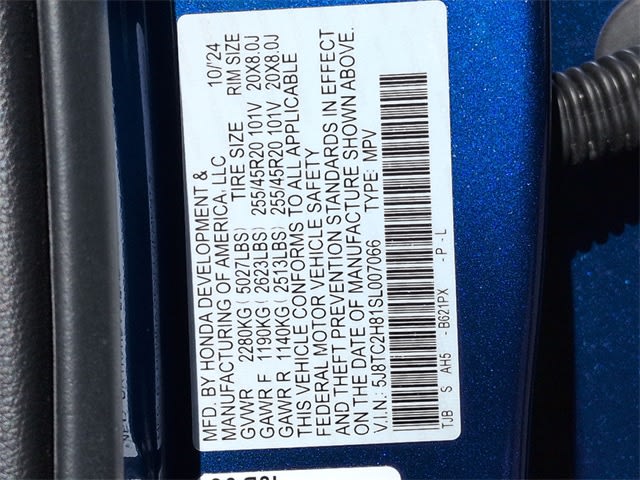 MFD. BY HONDA DEVELOPMENT & 10/'24
MANUFACTURING OF AMERICA, LLC
TIRE SIZE RIM SIZE
GVWR 2280KG( 5027LBS)
GAWR F 1190KG( 2623LBS) 255/45R20 101V 20X8.0J
GAWR R 1140KG( 2513LBS) 255/45R20 101V 20X8.0J
THIS VEHICLE CONFORMS TO ALL APPLICABLE
FEDERAL MOTOR VEHICLE SAFETY
AND THEFT PREVENTION STANDARDS IN EFFECT
ON THE DATE OF MANUFACTURE SHOWN ABOVE.
V.I.N.: 5J8TC2H81SL007066 TYPE: MPV
TJB S AH5 - B621PX - P - L